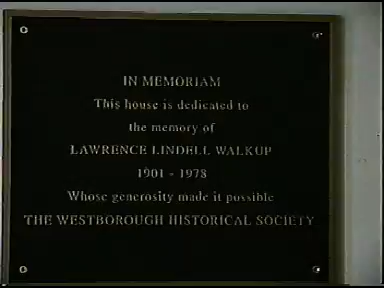 IN MEMORIAM
This house is dedicated to
the memory of
LAWRENCE LINDELL WALKUP
1901 - 1978
Whose generosity made it possible
THE WESTBOROUGH HISTORICAL SOCIETY